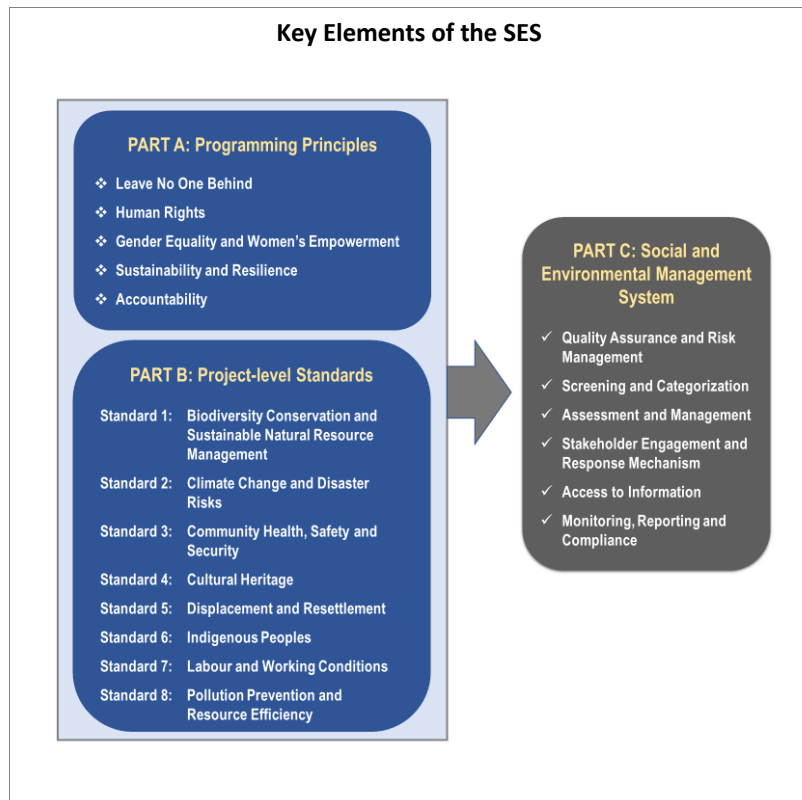 Key Elements of the SES
PART A: Programming Principles
❖ Leave No One Behind
❖ Human Rights
❖ Gender Equality and Women’s Empowerment
❖ Sustainability and Resilience
❖ Accountability
PART B: Project-level Standards
Standard 1: Biodiversity Conservation and
Sustainable Natural Resource
Management
Standard 2: Climate Change and Disaster
Risks
Standard 3: Community Health, Safety and
Security
Standard 4: Cultural Heritage
Standard 5: Displacement and Resettlement
Standard 6: Indigenous Peoples
Standard 7: Labour and Working Conditions
Standard 8: Pollution Prevention and
Resource Efficiency
PART C: Social and
Environmental Management
System
✓ Quality Assurance and Risk
Management
✓ Screening and Categorization
✓ Assessment and Management
✓ Stakeholder Engagement and
Response Mechanism
✓ Access to Information
✓ Monitoring, Reporting and
Compliance